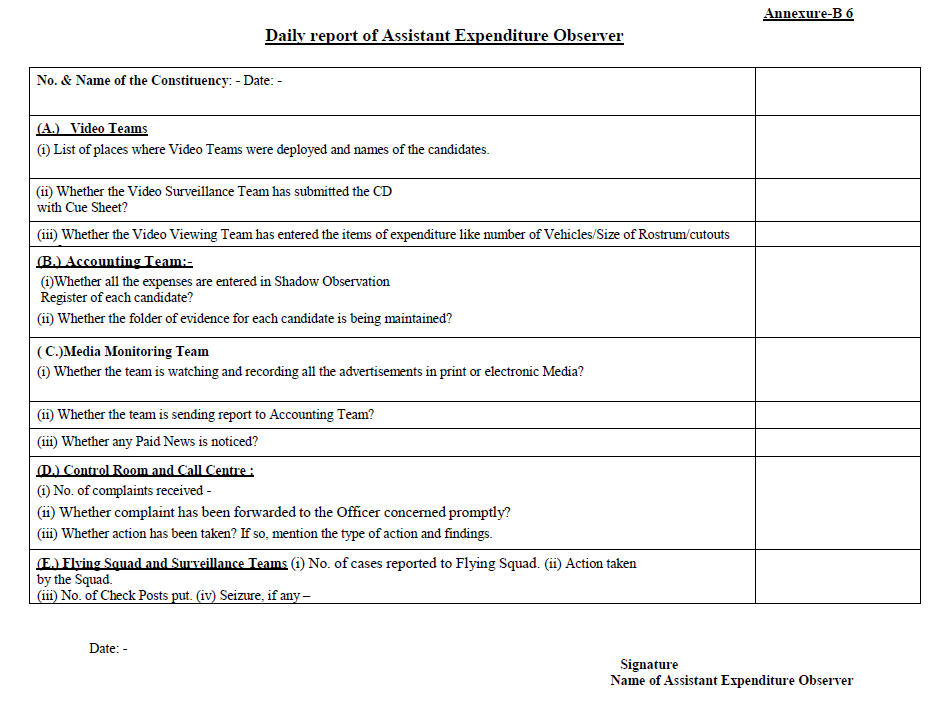 Annexure-B 6
Daily report of Assistant Expenditure Observer
No. & Name of the Constituency: - Date: -
(A.) Video Teams
(i) List of places where Video Teams were deployed and names of the candidates.
(ii) Whether the Video Surveillance Team has submitted the CD
with Cue Sheet?
(iii) Whether the Video Viewing Team has entered the items of expenditure like number of Vehicles/Size of Rostrum/cutouts
(B.) Accounting Team:-
(i)Whether all the expenses are entered in Shadow Observation
Register of each candidate?
(ii) Whether the folder of evidence for each candidate is being maintained?
( C.)Media Monitoring Team
(i) Whether the team is watching and recording all the advertisements in print or electronic Media?
(ii) Whether the team is sending report to Accounting Team?
(iii) Whether any Paid News is noticed?
(D.) Control Room and Call Centre :
(i) No. of complaints received -
(ii) Whether complaint has been forwarded to the Officer concerned promptly?
(iii) Whether action has been taken? If so, mention the type of action and findings.
(E.) Flying Squad and Surveillance Teams (i) No. of cases reported to Flying Squad. (ii) Action taken
by the Squad.
(iii) No. of Check Posts put. (iv) Seizure, if any –
Date: -
Signature
Name of Assistant Expenditure Observer